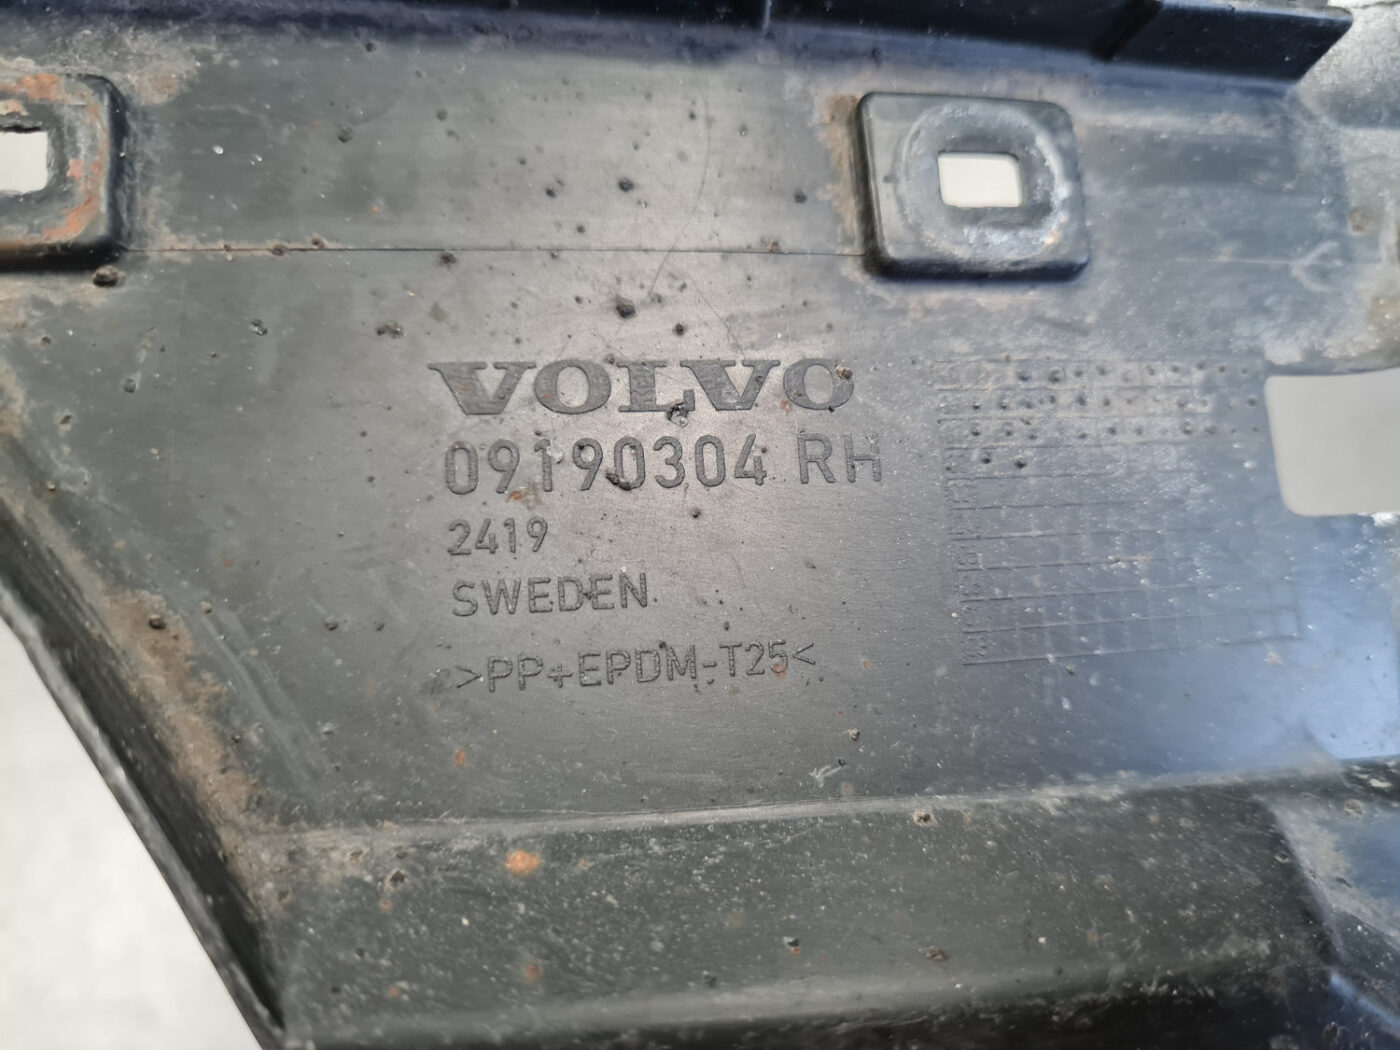 VOLVO
09190304 RH
2419
SWEDEN
>PP+EPDM-T25<